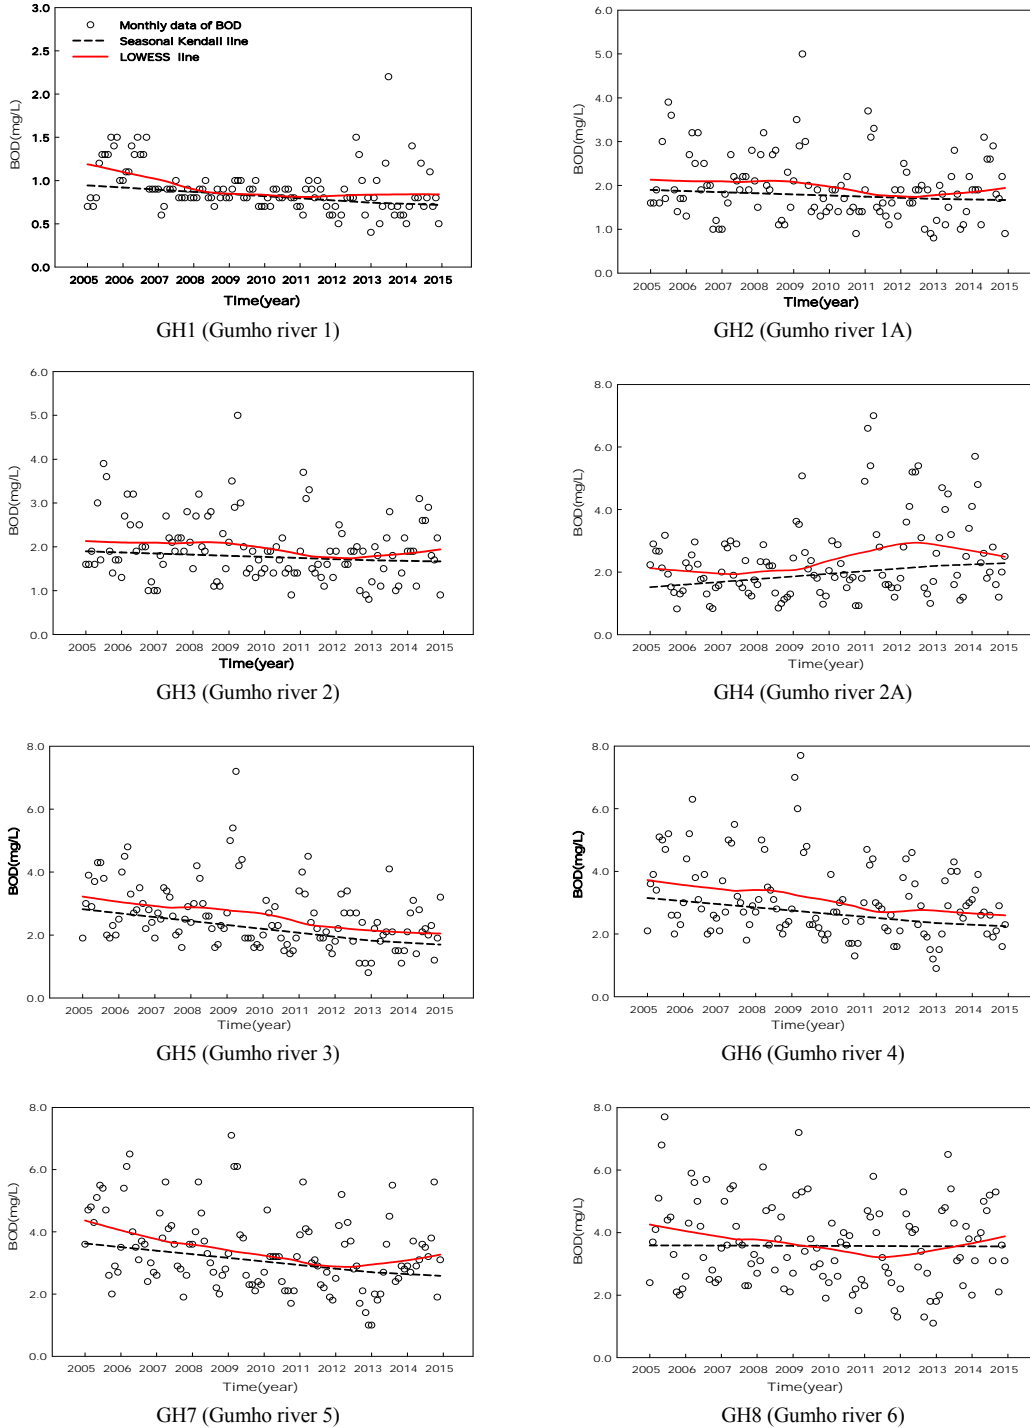 3.0
2.5
2.0
1.5
1.0
0.5
0.0
BOD(mg/L)
Monthly data of BOD
Seasonal Kendall line
LOWESS line
2005 2006 2007 2008 2009 2010 2011 2012 2013 2014 2015
Time(year)
GH1 (Gumho river 1)
6.0
5.0
4.0
3.0
2.0
1.0
0.0
BOD(mg/L)
2005 2006 2007 2008 2009 2010 2011 2012 2013 2014 2015
Time(year)
GH2 (Gumho river 1A)
6.0
5.0
4.0
3.0
2.0
1.0
0.0
BOD(mg/L)
2005 2006 2007 2008 2009 2010 2011 2012 2013 2014 2015
Time(year)
GH3 (Gumho river 2)
8.0
6.0
4.0
2.0
0.0
BOD(mg/L)
2005 2006 2007 2008 2009 2010 2011 2012 2013 2014 2015
Time(year)
GH4 (Gumho river 2A)
8.0
6.0
4.0
2.0
0.0
BOD(mg/L)
2005 2006 2007 2008 2009 2010 2011 2012 2013 2014 2015
Time(year)
GH5 (Gumho river 3)
8.0
6.0
4.0
2.0
0.0
BOD(mg/L)
2005 2006 2007 2008 2009 2010 2011 2012 2013 2014 2015
Time(year)
GH6 (Gumho river 4)
8.0
6.0
4.0
2.0
0.0
BOD(mg/L)
2005 2006 2007 2008 2009 2010 2011 2012 2013 2014 2015
Time(year)
GH7 (Gumho river 5)
8.0
6.0
4.0
2.0
0.0
BOD(mg/L)
2005 2006 2007 2008 2009 2010 2011 2012 2013 2014 2015
Time(year)
GH8 (Gumho river 6)